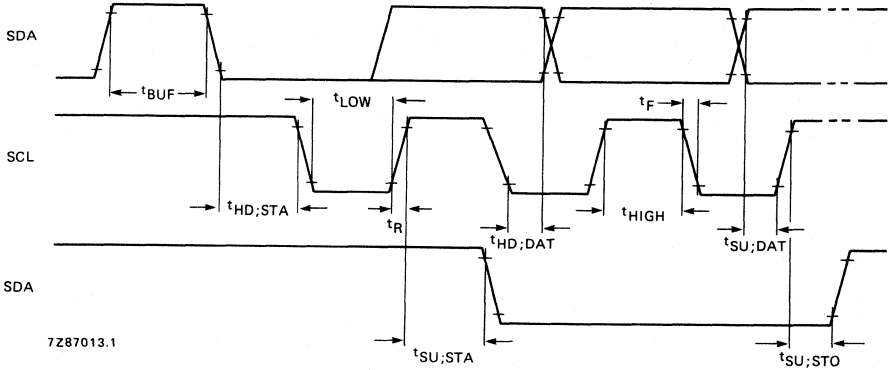 SDA
tBUF
tLOW
tF
SCL
tHD;STA
tR
tHD;DAT
tHIGH
tSU;DAT
SDA
7Z87013.1
tSU;STA
tSU;STO